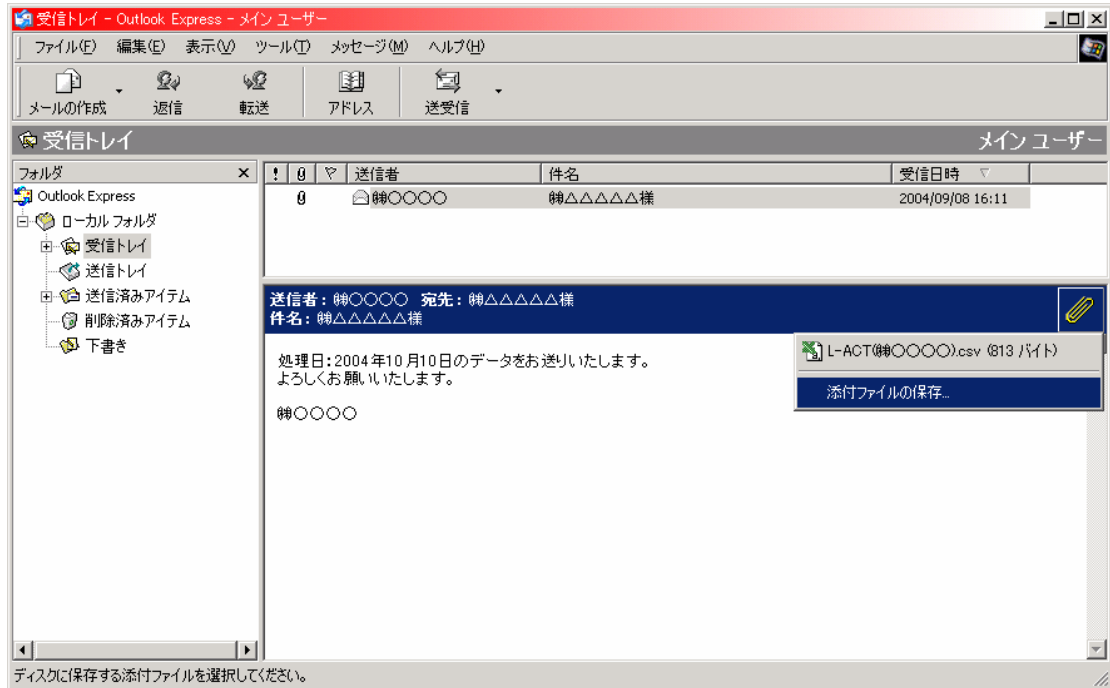 受信トレイ - Outlook Express - メイン ユーザー
ファイル(F) 編集(E) 表示(V) ツール(T) メッセージ(M) ヘルプ(H)
メールの作成 返信 転送 アドレス 送受信
受信トレイ メイン ユーザー
フォルダ
Outlook Express
ローカル フォルダ
受信トレイ
送信トレイ
送信済みアイテム
削除済みアイテム
下書き
! 送信者 件名 受信日時
㈱○○○○ ㈱△△△△△様 2004/09/08 16:11
送信者: ㈱○○○○ 宛先: ㈱△△△△△様
件名: ㈱△△△△△様
L-ACT(㈱○○○○).csv (813 バイト)
添付ファイルの保存...
処理日:2004年10月10日のデータをお送りいたします。
よろしくお願いいたします。
㈱○○○○
ディスクに保存する添付ファイルを選択してください。